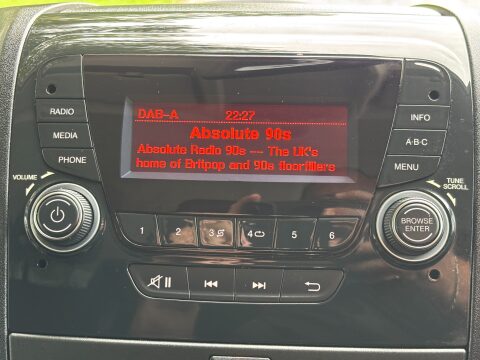 RADIO
MEDIA
PHONE
VOLUME
DAB-A 22:27
Absolute 90s
Absolute Radio 90s --- The UK's
home of Britpop and 90s floorfillers
INFO
A·B·C
MENU
TUNE
SCROLL
BROWSE
ENTER
1 2 3 4 5 6